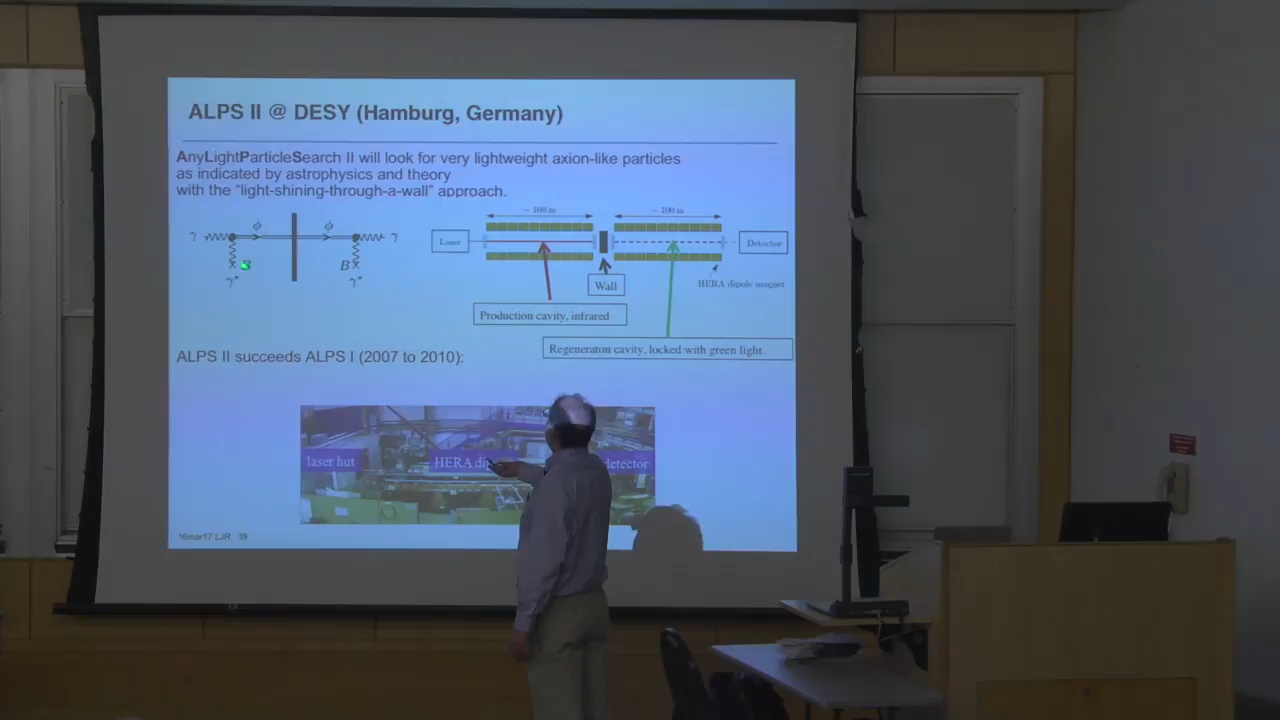 ALPS II @ DESY (Hamburg, Germany)
AnyLightParticleSearch II will look for very lightweight axion-like particles
as indicated by astrophysics and theory
with the "light-shining-through-a-wall" approach.
γ ϕ ϕ γ
B
γ* γ*
~ 100 m ~ 100 m
Laser
Detector
Wall
HERA dipole magnet
Production cavity, infrared
Regeneraton cavity, locked with green light.
ALPS II succeeds ALPS I (2007 to 2010):
laser hut
HERA di
detector
16mar17 LJR 39